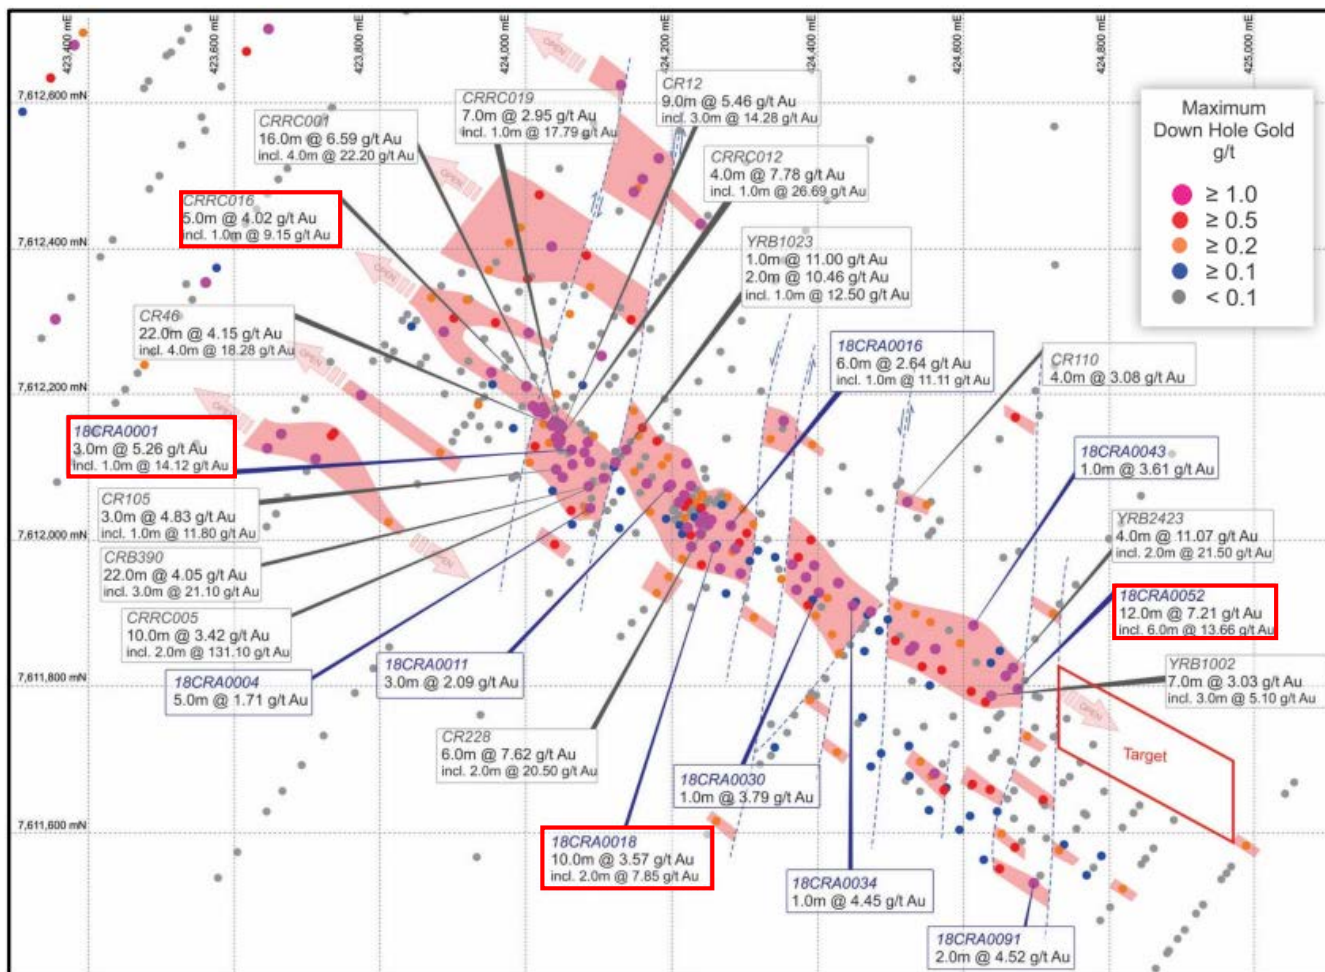 423,400 mE
423,600 mE
423,800 mE
424,000 mE
424,200 mE
424,400 mE
424,600 mE
424,800 mE
425,000 mE
7,612,600 mN
7,612,400 mN
7,612,200 mN
7,612,000 mN
7,611,800 mN
7,611,600 mN
Maximum
Down Hole Gold
g/t
≥ 1.0
≥ 0.5
≥ 0.2
≥ 0.1
< 0.1
OPEN
CR12
9.0m @ 5.46 g/t Au
incl. 3.0m @ 14.28 g/t Au
CRRC019
7.0m @ 2.95 g/t Au
incl. 1.0m @ 17.79 g/t Au
CRRC001
16.0m @ 6.59 g/t Au
incl. 4.0m @ 22.20 g/t Au
CRRC012
4.0m @ 7.78 g/t Au
incl. 1.0m @ 26.69 g/t Au
OPEN
CRRC016
5.0m @ 4.02 g/t Au
incl. 1.0m @ 9.15 g/t Au
YRB1023
1.0m @ 11.00 g/t Au
2.0m @ 10.46 g/t Au
incl. 1.0m @ 12.50 g/t Au
OPEN
CR46
22.0m @ 4.15 g/t Au
incl. 4.0m @ 18.28 g/t Au
18CRA0016
6.0m @ 2.64 g/t Au
incl. 1.0m @ 11.11 g/t Au
CR110
4.0m @ 3.08 g/t Au
OPEN
OPEN
18CRA0001
3.0m @ 5.26 g/t Au
incl. 1.0m @ 14.12 g/t Au
18CRA0043
1.0m @ 3.61 g/t Au
CR105
3.0m @ 4.83 g/t Au
incl. 1.0m @ 11.80 g/t Au
YRB2423
4.0m @ 11.07 g/t Au
incl. 2.0m @ 21.50 g/t Au
CRB390
22.0m @ 4.05 g/t Au
incl. 3.0m @ 21.10 g/t Au
OPEN
18CRA0052
12.0m @ 7.21 g/t Au
incl. 6.0m @ 13.66 g/t Au
CRRC005
10.0m @ 3.42 g/t Au
incl. 2.0m @ 131.10 g/t Au
18CRA0004
5.0m @ 1.71 g/t Au
18CRA0011
3.0m @ 2.09 g/t Au
YRB1002
7.0m @ 3.03 g/t Au
incl. 3.0m @ 5.10 g/t Au
OPEN
Target
CR228
6.0m @ 7.62 g/t Au
incl. 2.0m @ 20.50 g/t Au
18CRA0030
1.0m @ 3.79 g/t Au
18CRA0018
10.0m @ 3.57 g/t Au
incl. 2.0m @ 7.85 g/t Au
18CRA0034
1.0m @ 4.45 g/t Au
18CRA0091
2.0m @ 4.52 g/t Au